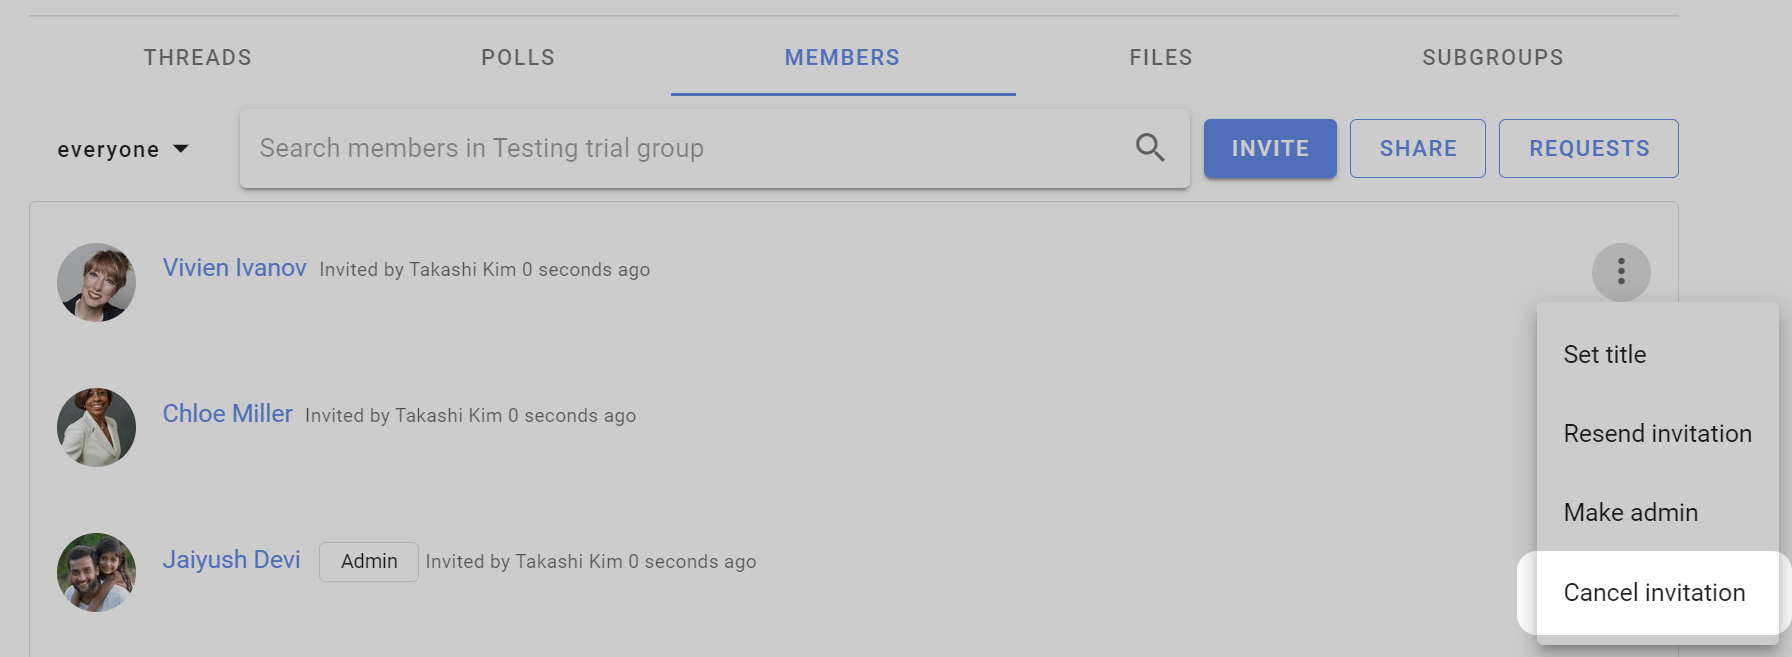 THREADS POLLS MEMBERS FILES SUBGROUPS
everyone Search members in Testing trial group INVITE SHARE REQUESTS
Vivien Ivanov Invited by Takashi Kim 0 seconds ago
Set title
Chloe Miller Invited by Takashi Kim 0 seconds ago
Resend invitation
Make admin
Jaiyush Devi Admin Invited by Takashi Kim 0 seconds ago
Cancel invitation